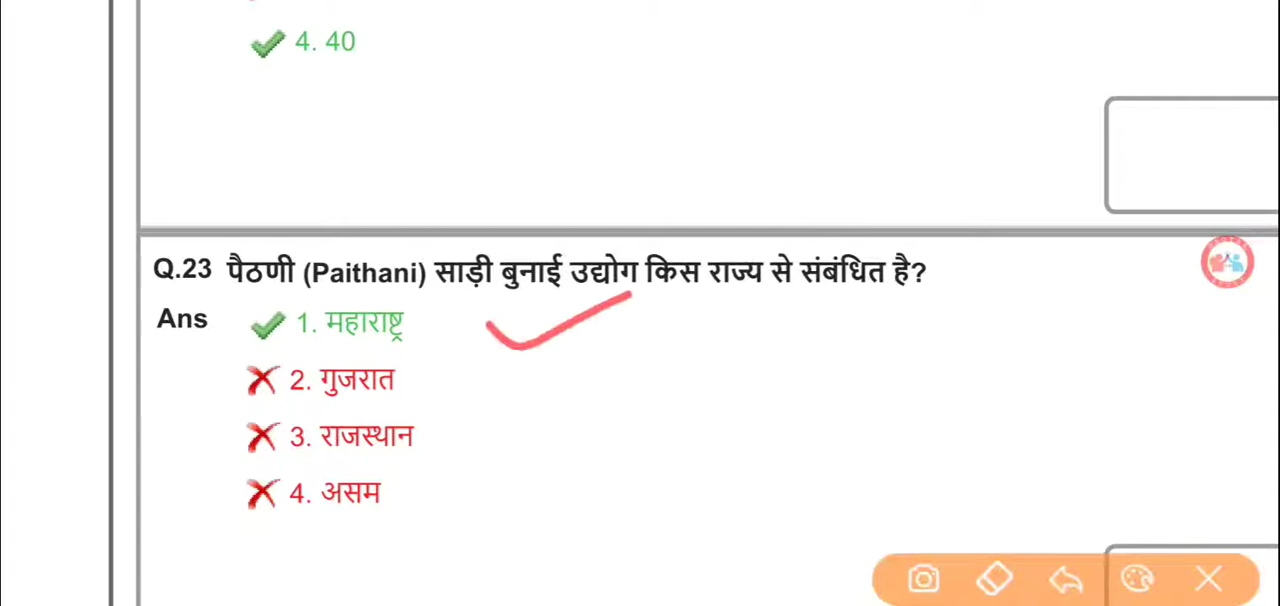 4. 40
Q.23 पैठणी (Paithani) साड़ी बुनाई उद्योग किस राज्य से संबंधित है?
Ans 1. महाराष्ट्र
2. गुजरात
3. राजस्थान
4. असम